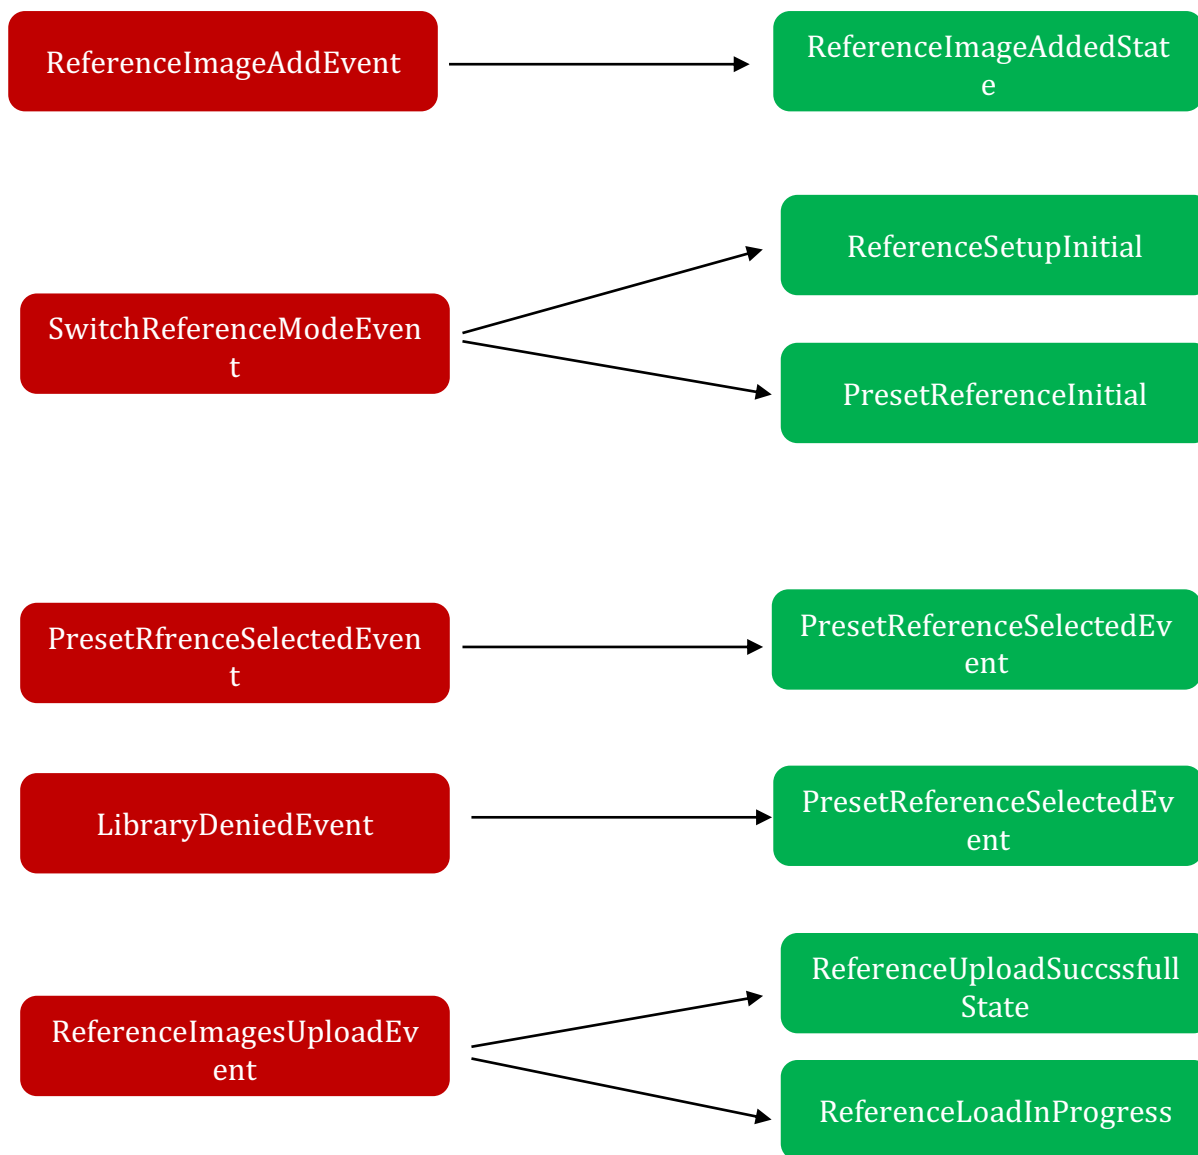 ReferenceImageAddEvent
ReferenceImageAddedStat
e
ReferenceSetupInitial
SwitchReferenceModeEven
t
PresetReferenceInitial
PresetRfrenceSelectedEven
t
PresetReferenceSelectedEv
ent
LibraryDeniedEvent
PresetReferenceSelectedEv
ent
ReferenceImagesUploadEv
ent
ReferenceUploadSuccssfull
State
ReferenceLoadInProgress